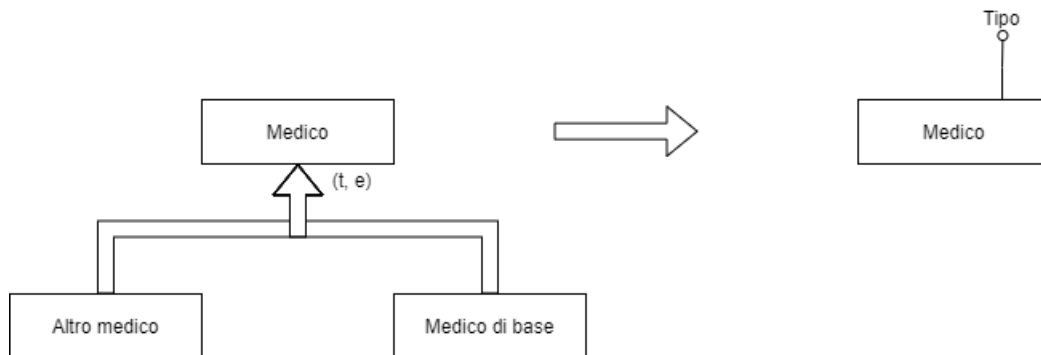 Tipo
Medico
Medico
(t, e)
Altro medico
Medico di base